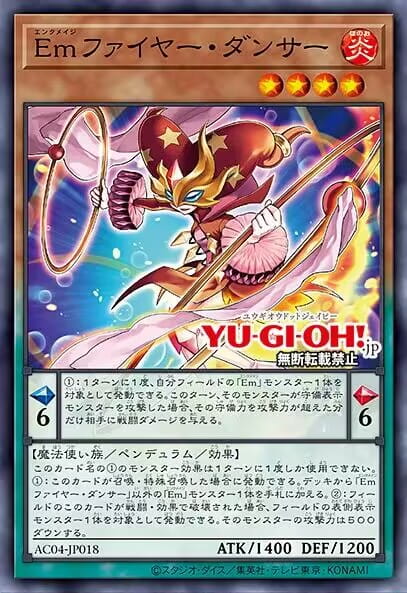 エンタメイジ
Emファイヤー・ダンサー
ほのお
炎
ユウギオウドットジェイピー
YU-GI-OH!.jp
無断転載禁止
6
①：1ターンに1度、自分フィールドの「Em」モンスター1体を
対象として発動できる。このターン、そのモンスターが守備表示
モンスターを攻撃した場合、その守備力を攻撃力が超えた分
だけ相手に戦闘ダメージを与える。
6
【魔法使い族／ペンデュラム／効果】
このカード名の①のモンスター効果は1ターンに1度しか使用できない。
①：このカードが召喚・特殊召喚した場合に発動できる。デッキから「Em
ファイヤー・ダンサー」以外の「Em」モンスター1体を手札に加える。②：フィー
ルドのこのカードが戦闘・効果で破壊された場合、フィールドの表側表示
モンスター1体を対象として発動できる。そのモンスターの攻撃力は500
ダウンする。
AC04-JP018
ATK/1400 DEF/1200
©スタジオ・ダイス／集英社・テレビ東京・KONAMI